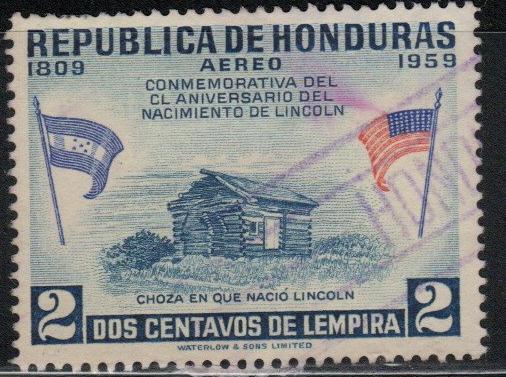 REPUBLICA DE HONDURAS
1809 AEREO 1959
CONMEMORATIVA DEL
CL ANIVERSARIO DEL
NACIMIENTO DE LINCOLN
CHOZA EN QUE NACIÓ LINCOLN
2 DOS CENTAVOS DE LEMPIRA 2
WATERLOW & SONS LIMITED